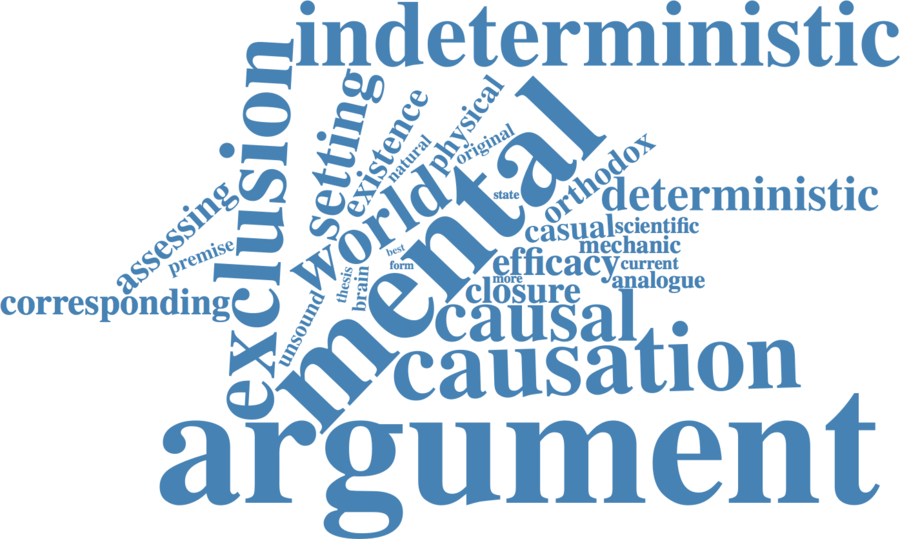 indeterministic
exclusion
setting
existence
natural
physical
original
mental
world
state
orthodox
deterministic
assessing
premise
corresponding
casual
scientific
mechanic
efficacy
current
more
analogue
closure
best
form
thesis
brain
unsound
causal
causation
argument